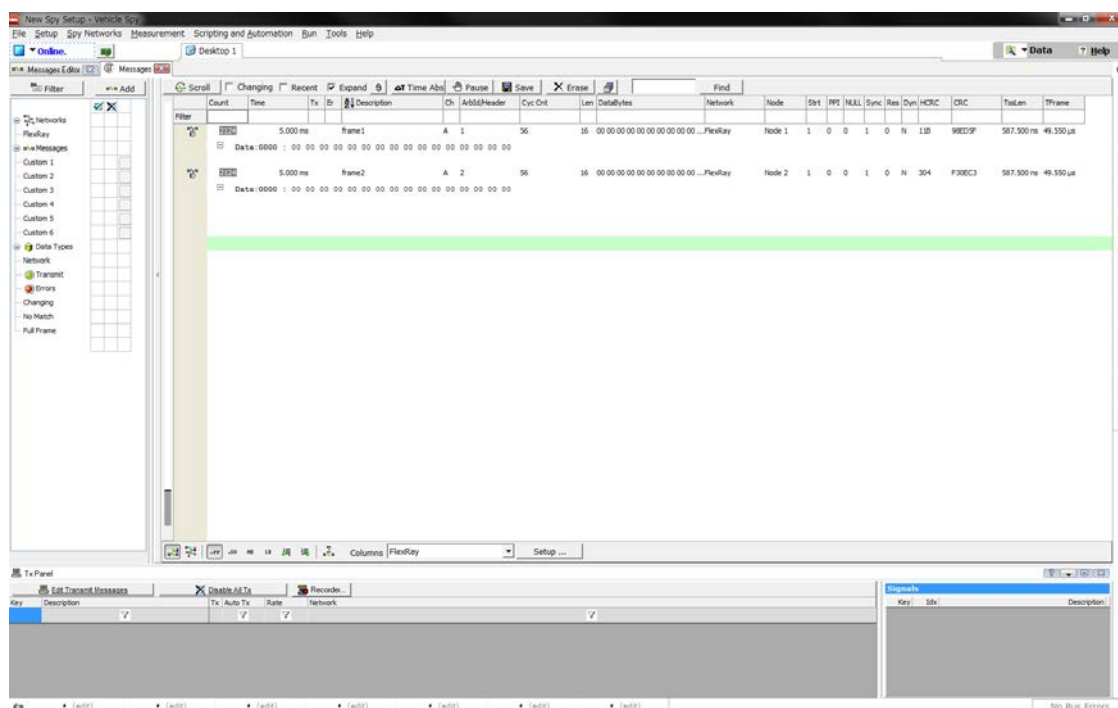 New Spy Setup - Vehicle Spy
File Setup Spy Networks Measurement Scripting and Automation Run Tools Help
Online. Desktop 1 Data ? Help
Messages Editor Messages
Filter Add Scroll Changing Recent Expand 9 ΔT Time Abs Pause Save Erase Find
Count Time Tx Er Description Ch ArbId/Header Cyc Cnt Len DataBytes Network Node Strt PPI NULL Sync Res Dyn HCRC CRC TssLen TFrame
Filter
5.000 ms frame1 A 1 56 16 00 00 00 00 00 00 00 00 00 ...FlexRay Node 1 1 0 0 1 0 N 11B 98ED5F 587.500 ns 49.550 µs
Data:0000 : 00 00 00 00 00 00 00 00 00 00 00 00 00 00 00 00
5.000 ms frame2 A 2 56 16 00 00 00 00 00 00 00 00 00 ...FlexRay Node 2 1 0 0 1 0 N 304 F30EC3 587.500 ns 49.550 µs
Data:0000 : 00 00 00 00 00 00 00 00 00 00 00 00 00 00 00 00
Networks
FlexRay
Messages
Custom 1
Custom 2
Custom 3
Custom 4
Custom 5
Custom 6
Data Types
Network
Transmit
Errors
Changing
No Match
Full Frame
Columns FlexRay Setup ...
Tx Panel
Edit Transmit Messages Disable All Tx Recorder...
Key Description Tx Auto Tx Rate Network
Signals
Key Idx Description
(edit) (edit) (edit) (edit) (edit) (edit) (edit) No Bus Errors